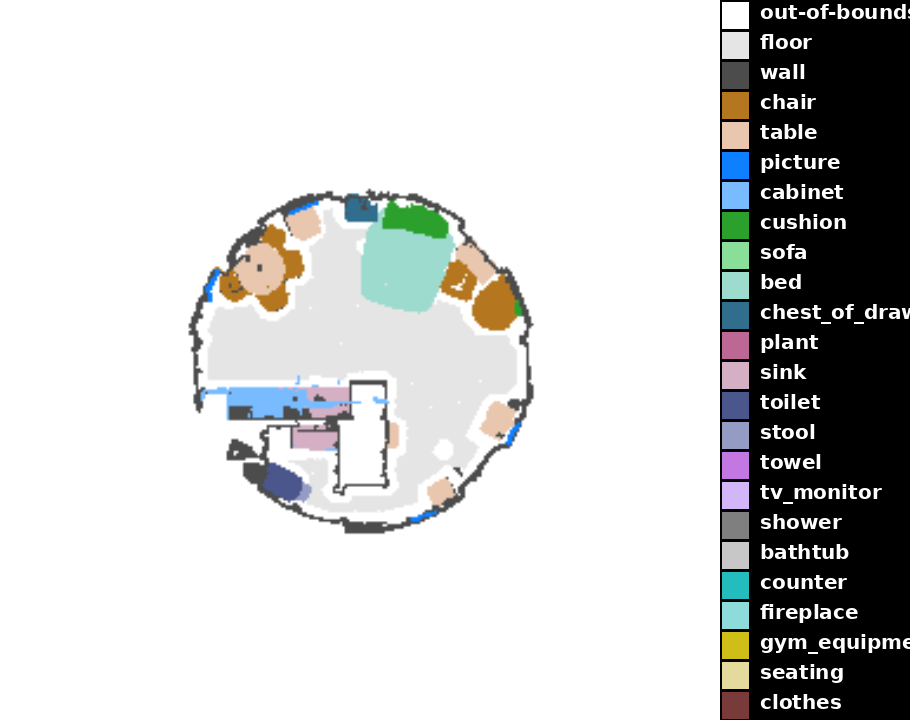 out-of-bounds
floor
wall
chair
table
picture
cabinet
cushion
sofa
bed
chest_of_draw
plant
sink
toilet
stool
towel
tv_monitor
shower
bathtub
counter
fireplace
gym_equipme
seating
clothes